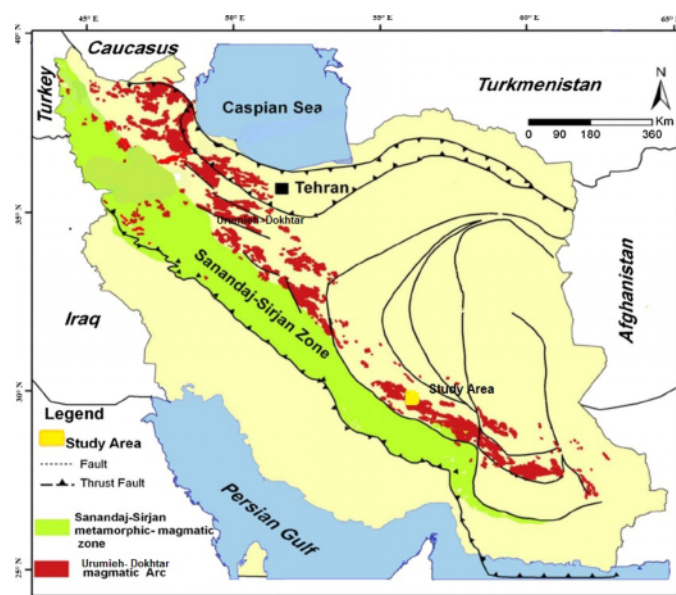 45° E
50° E
55° E
60° E
65° E
40° N
35° N
30° N
25° N
Caucasus
Turkey
Caspian Sea
Turkmenistan
N
Km
0 90 180 360
Tehran
Urumieh-Dokhtar
Sanandaj-Sirjan Zone
Iraq
Afghanistan
Study Area
Persian Gulf
Legend
Study Area
Fault
Thrust Fault
Sanandaj-Sirjan
metamorphic- magmatic
zone
Urumieh- Dokhtar
magmatic Arc